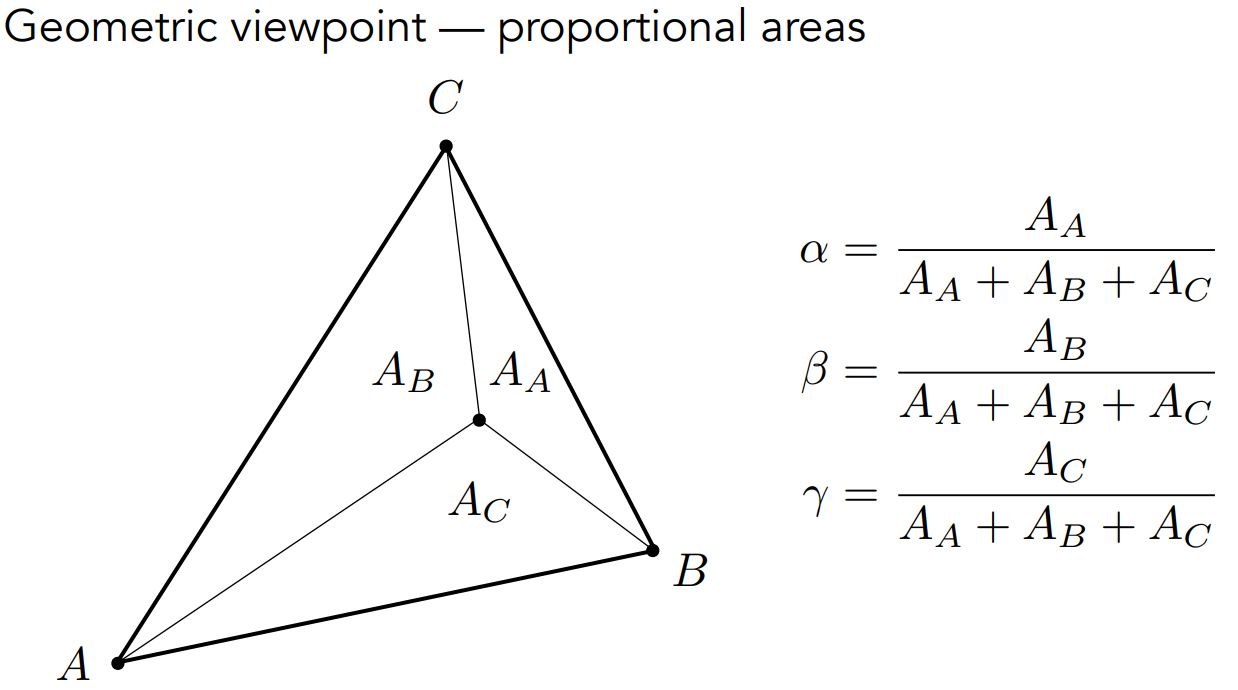 Geometric viewpoint — proportional areas
C
A_B
A_A
A_C
B
A
α = A_A / (A_A + A_B + A_C)
β = A_B / (A_A + A_B + A_C)
γ = A_C / (A_A + A_B + A_C)